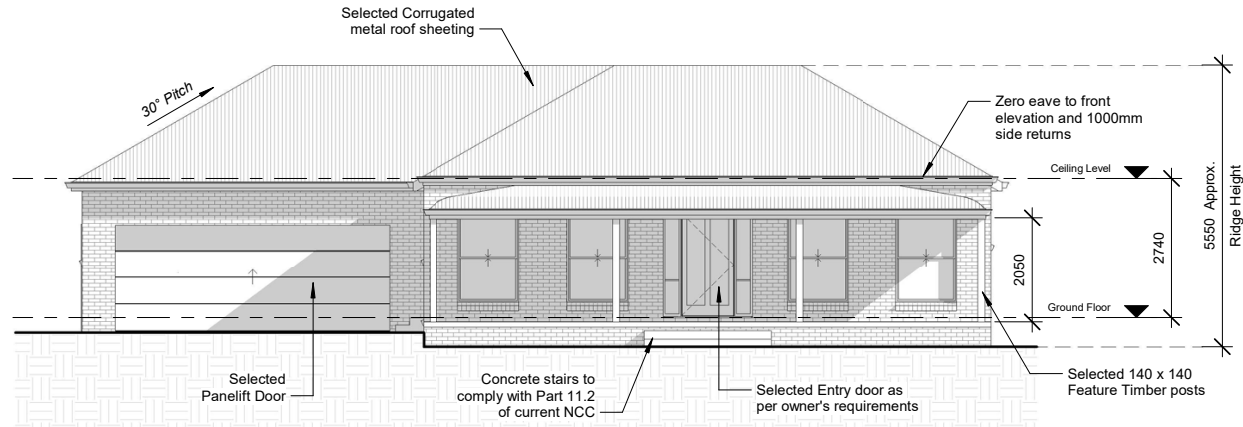 Selected Corrugated
metal roof sheeting
30° Pitch
Zero eave to front
elevation and 1000mm
side returns
Ceiling Level
5550 Approx.
Ridge Height
2740
2050
Ground Floor
Selected
Panelift Door
Concrete stairs to
comply with Part 11.2
of current NCC
Selected Entry door as
per owner's requirements
Selected 140 x 140
Feature Timber posts